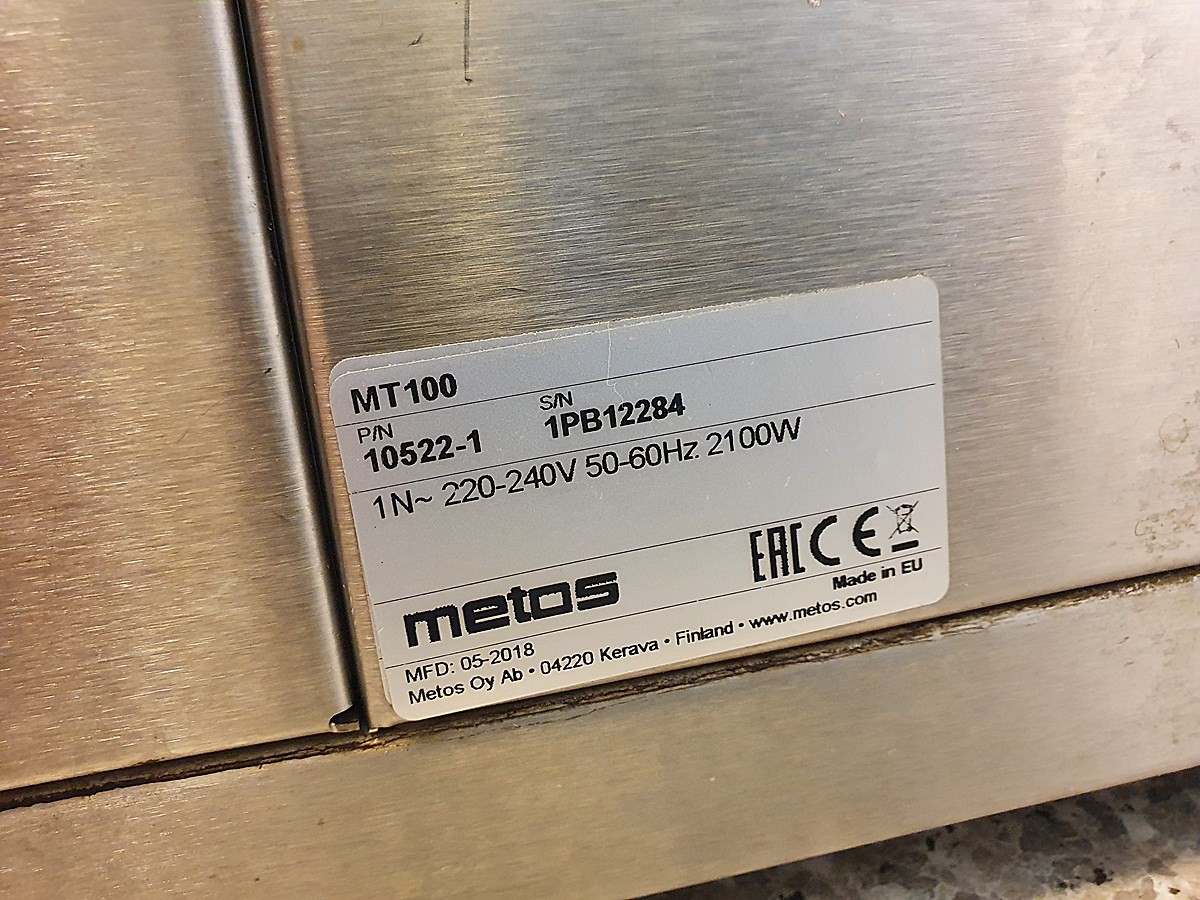 MT100
P/N S/N
10522-1 1PB12284
1N~ 220-240V 50-60Hz 2100W
EAC CE
metos
Made in EU
MFD: 05-2018
Metos Oy Ab • 04220 Kerava • Finland • www.metos.com